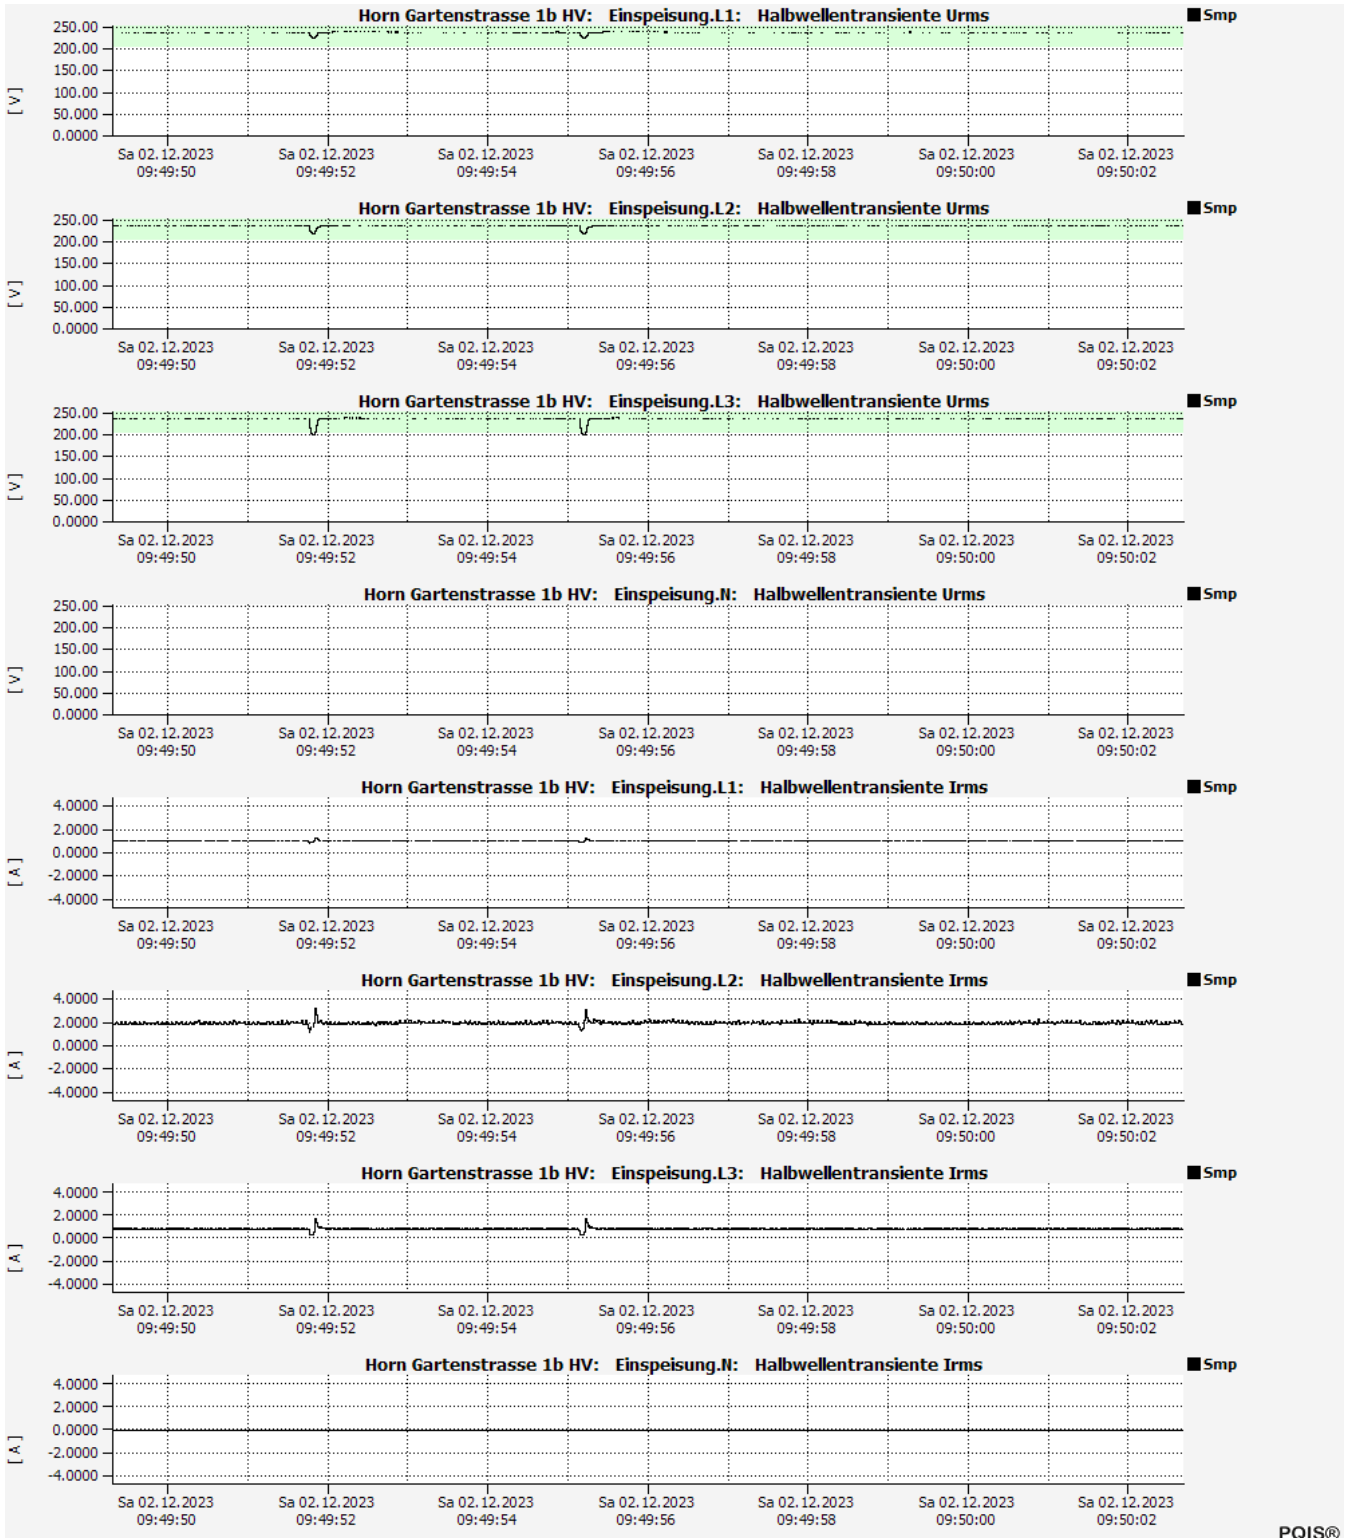 Horn Gartenstrasse 1b HV: Einspeisung.L1: Halbwellentransiente Urms
Smp
250.00
200.00
150.00
100.00
50.000
0.0000
[ V ]
Sa 02.12.2023 Sa 02.12.2023 Sa 02.12.2023 Sa 02.12.2023 Sa 02.12.2023 Sa 02.12.2023 Sa 02.12.2023
09:49:50 09:49:52 09:49:54 09:49:56 09:49:58 09:50:00 09:50:02
Horn Gartenstrasse 1b HV: Einspeisung.L2: Halbwellentransiente Urms
Smp
250.00
200.00
150.00
100.00
50.000
0.0000
[ V ]
Sa 02.12.2023 Sa 02.12.2023 Sa 02.12.2023 Sa 02.12.2023 Sa 02.12.2023 Sa 02.12.2023 Sa 02.12.2023
09:49:50 09:49:52 09:49:54 09:49:56 09:49:58 09:50:00 09:50:02
Horn Gartenstrasse 1b HV: Einspeisung.L3: Halbwellentransiente Urms
Smp
250.00
200.00
150.00
100.00
50.000
0.0000
[ V ]
Sa 02.12.2023 Sa 02.12.2023 Sa 02.12.2023 Sa 02.12.2023 Sa 02.12.2023 Sa 02.12.2023 Sa 02.12.2023
09:49:50 09:49:52 09:49:54 09:49:56 09:49:58 09:50:00 09:50:02
Horn Gartenstrasse 1b HV: Einspeisung.N: Halbwellentransiente Urms
Smp
250.00
200.00
150.00
100.00
50.000
0.0000
[ V ]
Sa 02.12.2023 Sa 02.12.2023 Sa 02.12.2023 Sa 02.12.2023 Sa 02.12.2023 Sa 02.12.2023 Sa 02.12.2023
09:49:50 09:49:52 09:49:54 09:49:56 09:49:58 09:50:00 09:50:02
Horn Gartenstrasse 1b HV: Einspeisung.L1: Halbwellentransiente Irms
Smp
4.0000
2.0000
0.0000
-2.0000
-4.0000
[ A ]
Sa 02.12.2023 Sa 02.12.2023 Sa 02.12.2023 Sa 02.12.2023 Sa 02.12.2023 Sa 02.12.2023 Sa 02.12.2023
09:49:50 09:49:52 09:49:54 09:49:56 09:49:58 09:50:00 09:50:02
Horn Gartenstrasse 1b HV: Einspeisung.L2: Halbwellentransiente Irms
Smp
4.0000
2.0000
0.0000
-2.0000
-4.0000
[ A ]
Sa 02.12.2023 Sa 02.12.2023 Sa 02.12.2023 Sa 02.12.2023 Sa 02.12.2023 Sa 02.12.2023 Sa 02.12.2023
09:49:50 09:49:52 09:49:54 09:49:56 09:49:58 09:50:00 09:50:02
Horn Gartenstrasse 1b HV: Einspeisung.L3: Halbwellentransiente Irms
Smp
4.0000
2.0000
0.0000
-2.0000
-4.0000
[ A ]
Sa 02.12.2023 Sa 02.12.2023 Sa 02.12.2023 Sa 02.12.2023 Sa 02.12.2023 Sa 02.12.2023 Sa 02.12.2023
09:49:50 09:49:52 09:49:54 09:49:56 09:49:58 09:50:00 09:50:02
Horn Gartenstrasse 1b HV: Einspeisung.N: Halbwellentransiente Irms
Smp
4.0000
2.0000
0.0000
-2.0000
-4.0000
[ A ]
Sa 02.12.2023 Sa 02.12.2023 Sa 02.12.2023 Sa 02.12.2023 Sa 02.12.2023 Sa 02.12.2023 Sa 02.12.2023
09:49:50 09:49:52 09:49:54 09:49:56 09:49:58 09:50:00 09:50:02
PQIS®